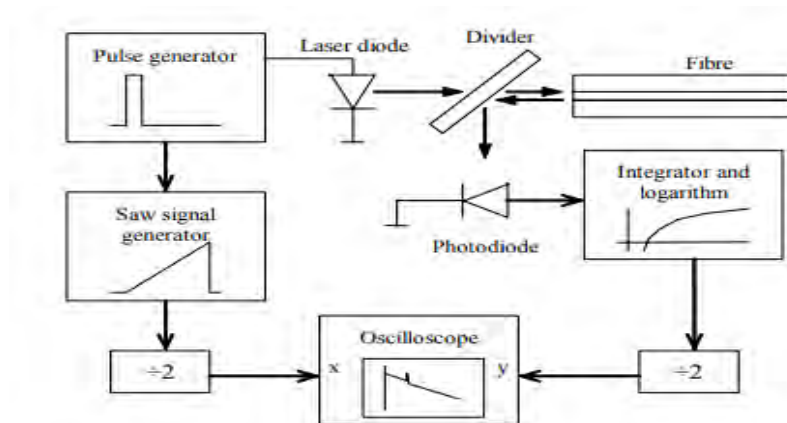 Pulse generator
Laser diode
Divider
Fibre
Saw signal
generator
Photodiode
Integrator and
logarithm
÷2
x
Oscilloscope
y
÷2